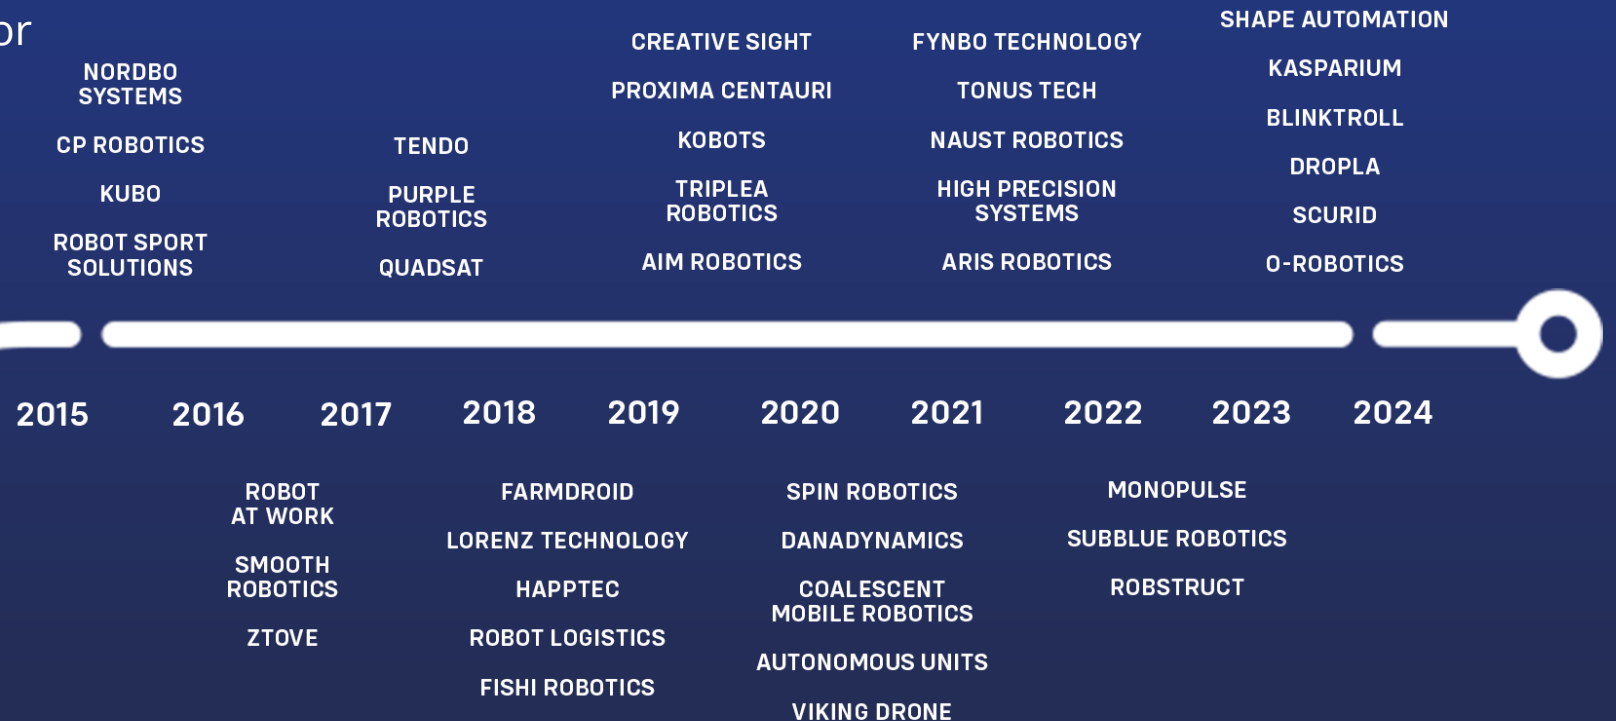 or
NORDBO
SYSTEMS
CP ROBOTICS
KUBO
ROBOT SPORT
SOLUTIONS
TENDO
PURPLE
ROBOTICS
QUADSAT
CREATIVE SIGHT
PROXIMA CENTAURI
KOBOTS
TRIPLEA
ROBOTICS
AIM ROBOTICS
FYNBO TECHNOLOGY
TONUS TECH
NAUST ROBOTICS
HIGH PRECISION
SYSTEMS
ARIS ROBOTICS
SHAPE AUTOMATION
KASPARIUM
BLINKTROLL
DROPLA
SCURID
O-ROBOTICS
2015 2016 2017 2018 2019 2020 2021 2022 2023 2024
ROBOT
AT WORK
SMOOTH
ROBOTICS
ZTOVE
FARMDROID
LORENZ TECHNOLOGY
HAPPTEC
ROBOT LOGISTICS
FISHI ROBOTICS
SPIN ROBOTICS
DANADYNAMICS
COALESCENT
MOBILE ROBOTICS
AUTONOMOUS UNITS
VIKING DRONE
MONOPULSE
SUBBLUE ROBOTICS
ROBSTRUCT